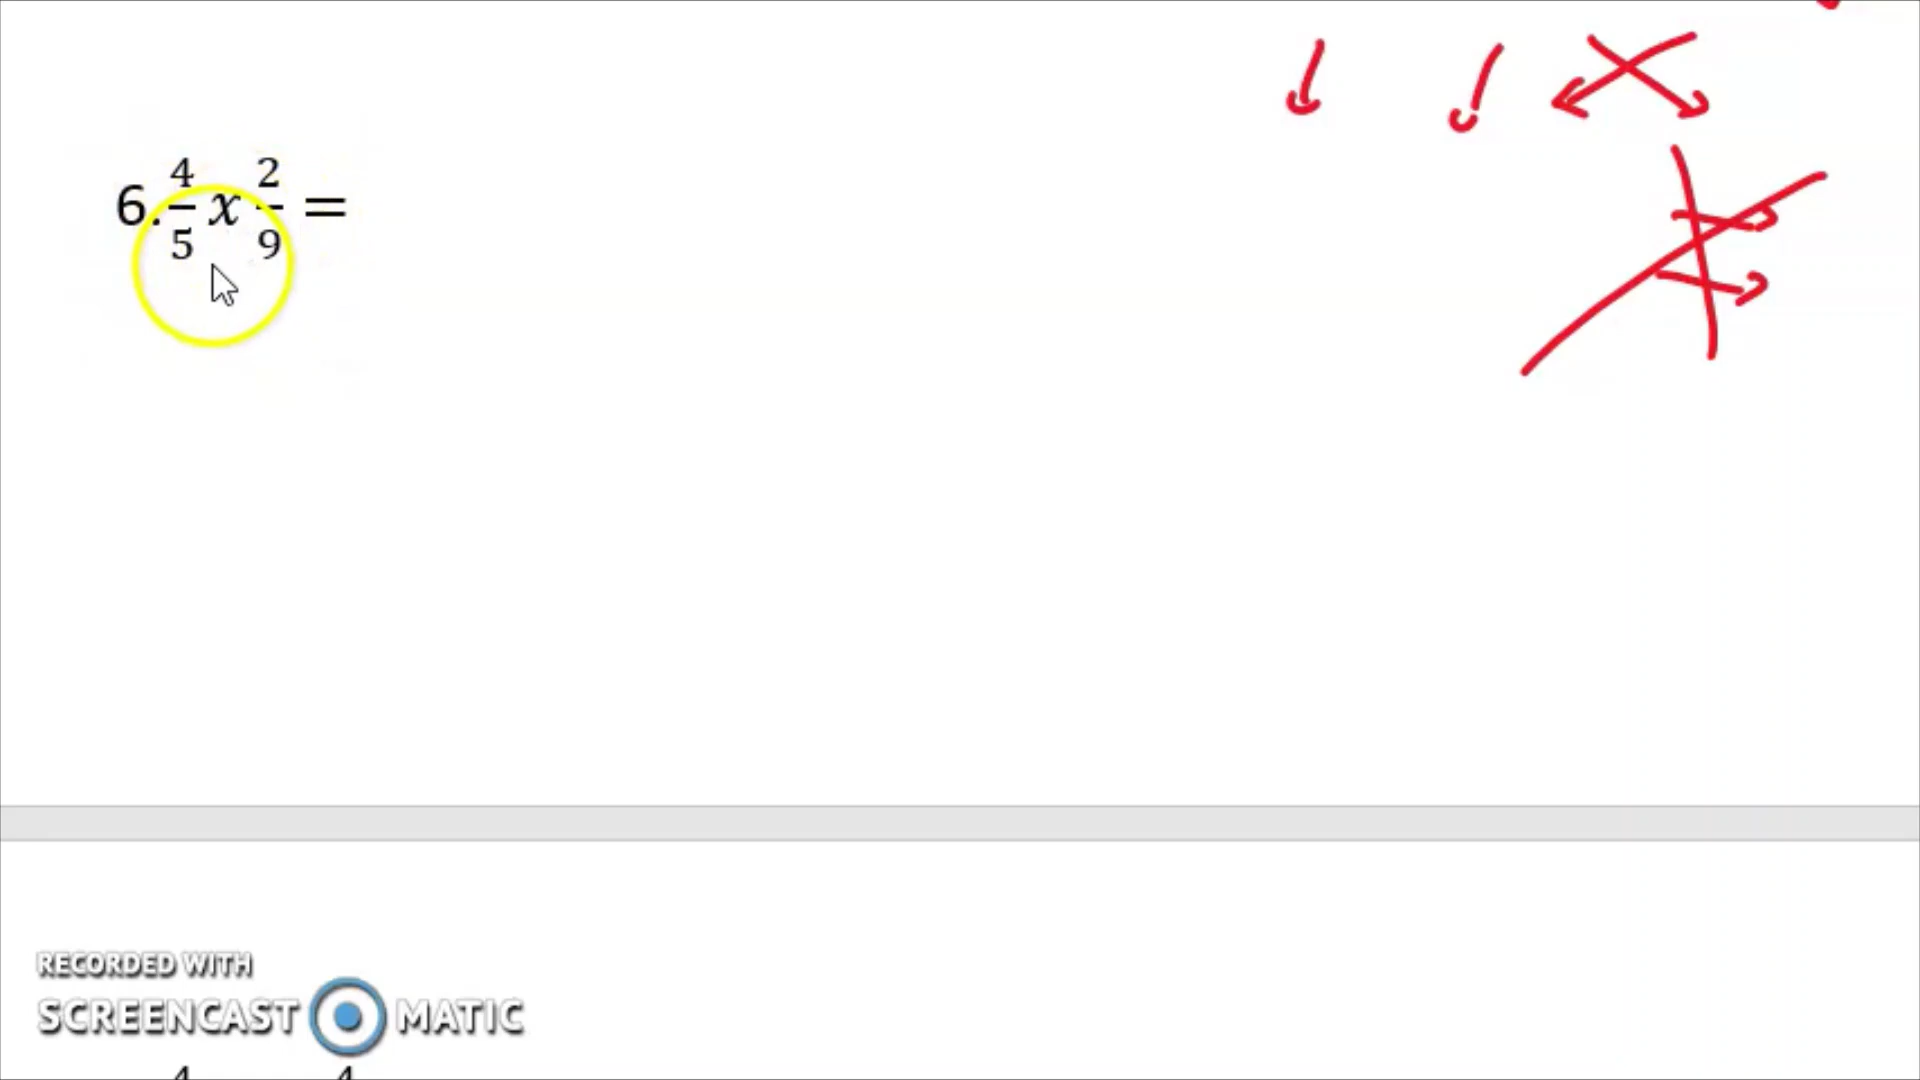 6. 4/5 x 2/9 =
RECORDED WITH
SCREENCAST MATIC